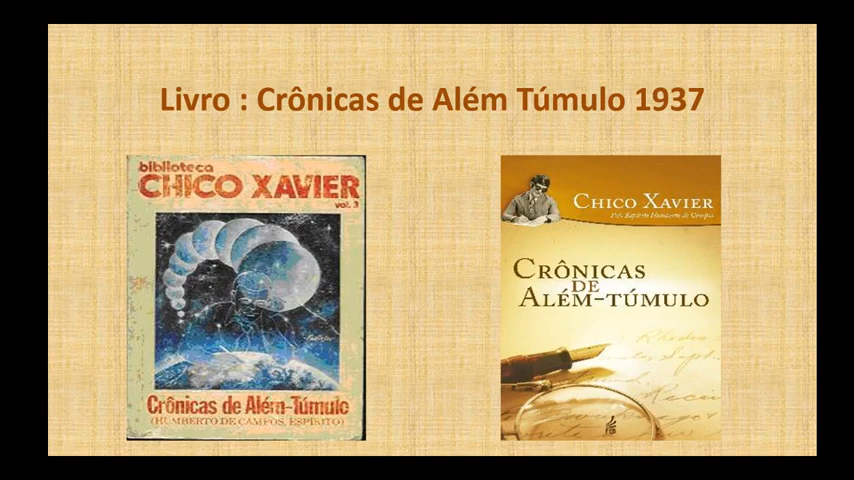 Livro : Crônicas de Além Túmulo 1937
biblioteca
CHICO XAVIER
vol. 3
Crônicas de Além-Túmulo
(HUMBERTO DE CAMPOS, ESPÍRITO)
CHICO XAVIER
Pelo Espírito Humberto de Campos
CRÔNICAS
DE
ALÉM-TÚMULO